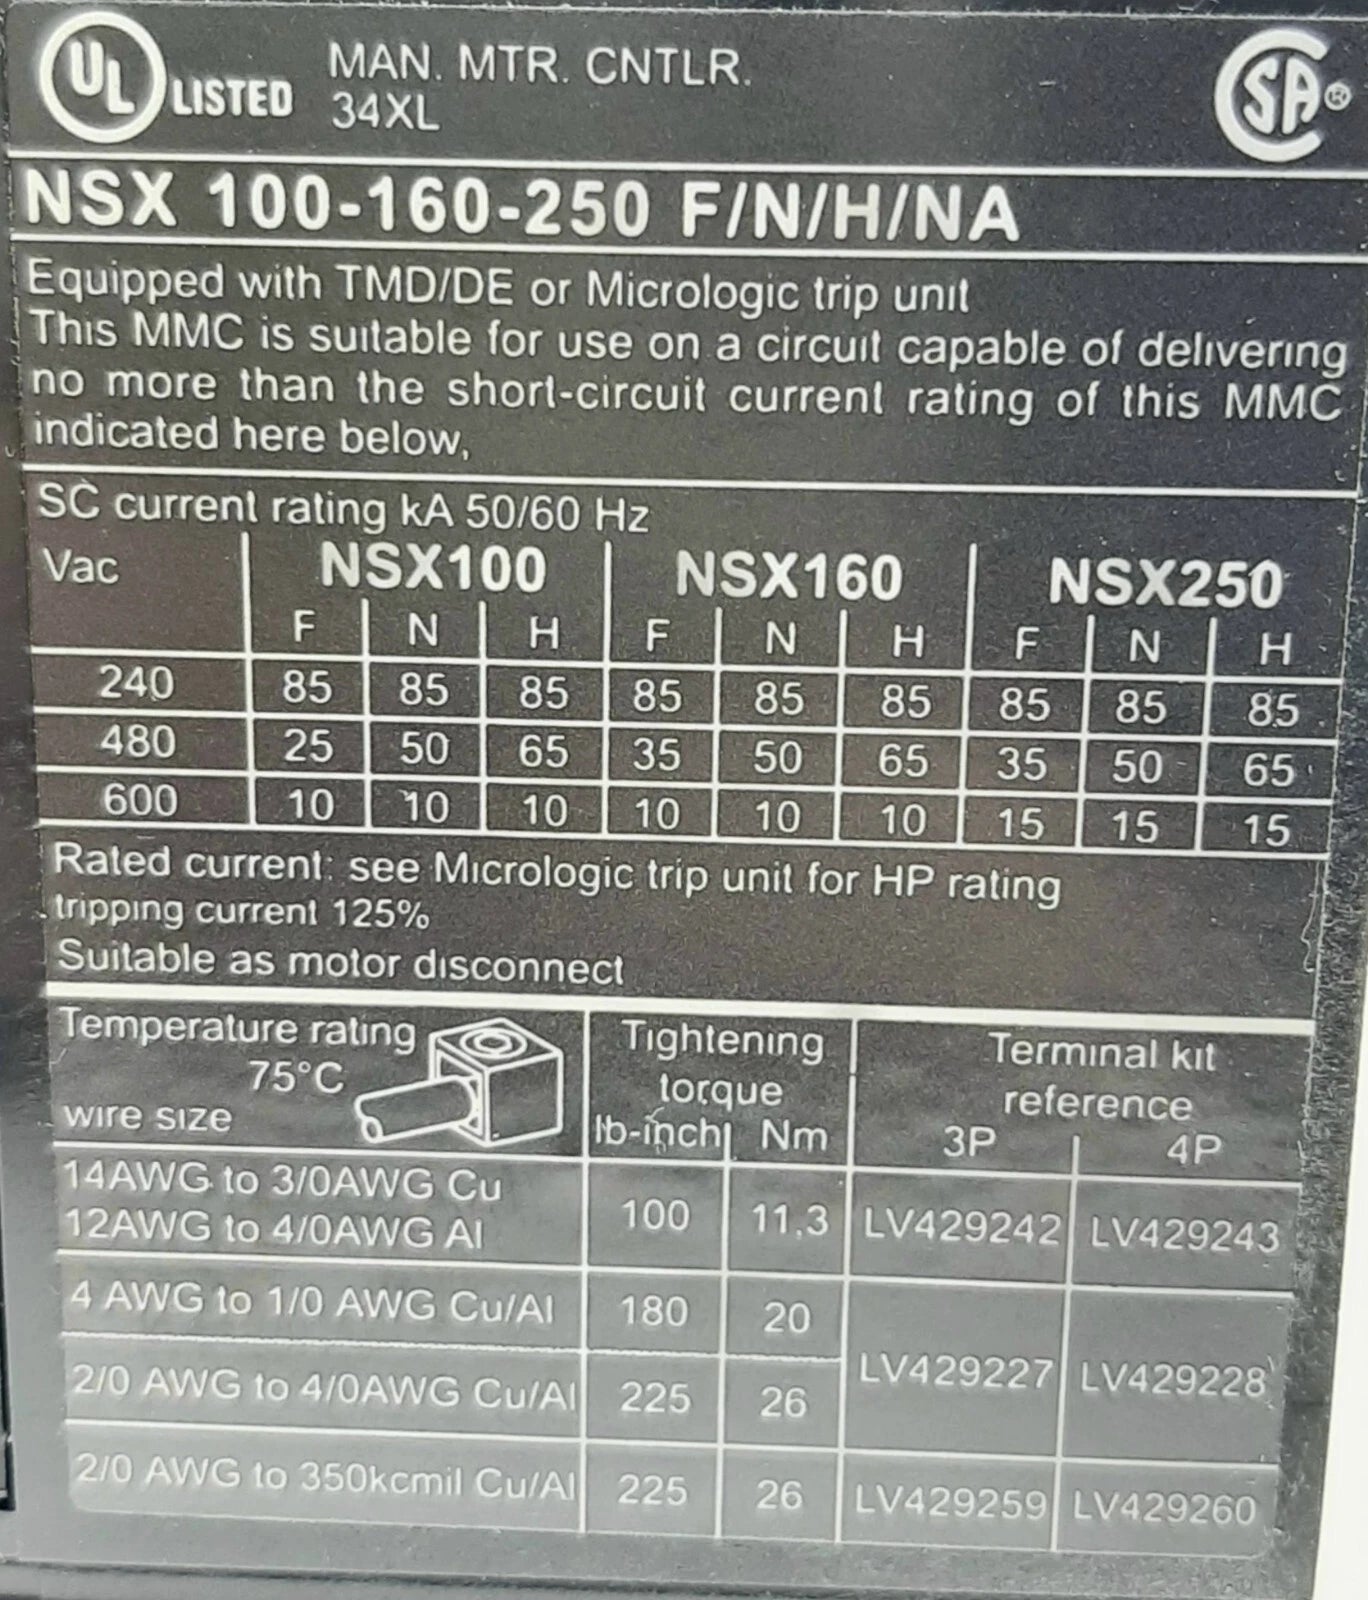 UL LISTED MAN. MTR. CNTLR.
34XL
CSA®
NSX 100-160-250 F/N/H/NA
Equipped with TMD/DE or Micrologic trip unit
This MMC is suitable for use on a circuit capable of delivering
no more than the short-circuit current rating of this MMC
indicated here below,
SC current rating kA 50/60 Hz
Vac NSX100 NSX160 NSX250
F N H F N H F N H
240 85 85 85 85 85 85 85 85 85
480 25 50 65 35 50 65 35 50 65
600 10 10 10 10 10 10 15 15 15
Rated current: see Micrologic trip unit for HP rating
tripping current 125%
Suitable as motor disconnect
Temperature rating Tightening Terminal kit
75°C torque reference
wire size lb-inch Nm 3P 4P
14AWG to 3/0AWG Cu
12AWG to 4/0AWG Al 100 11,3 LV429242 LV429243
4 AWG to 1/0 AWG Cu/Al 180 20
LV429227 LV429228
2/0 AWG to 4/0AWG Cu/Al 225 26
2/0 AWG to 350kcmil Cu/Al 225 26 LV429259 LV429260